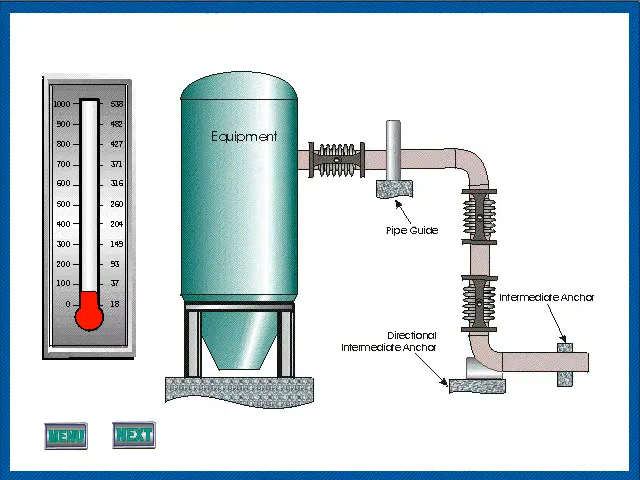 1000 538
900 482
800 427
700 371
600 316
500 260
400 204
300 149
200 93
100 37
0 18
Equipment
Pipe Guide
Intermediate Anchor
Directional
Intermediate Anchor
MENU
NEXT